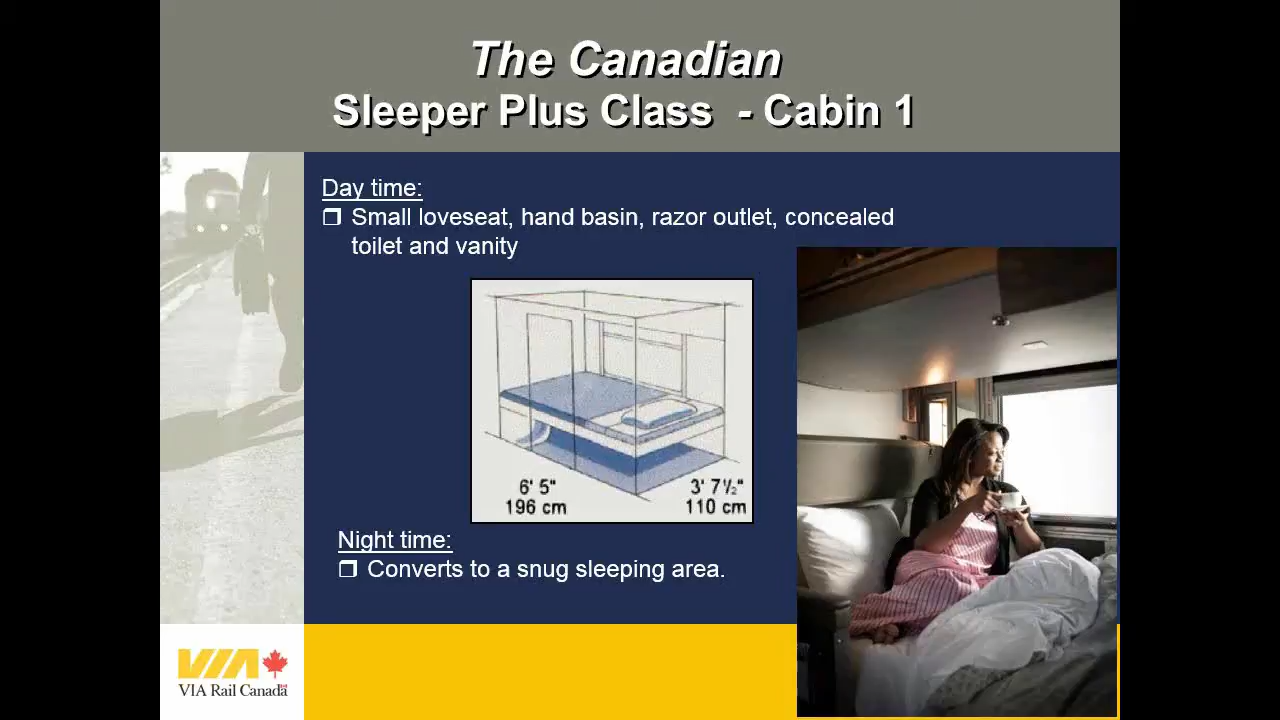 The Canadian
Sleeper Plus Class - Cabin 1
Day time:
❒ Small loveseat, hand basin, razor outlet, concealed
toilet and vanity
6' 5"
196 cm
3' 7½"
110 cm
Night time:
❒ Converts to a snug sleeping area.
VIA
VIA Rail Canada